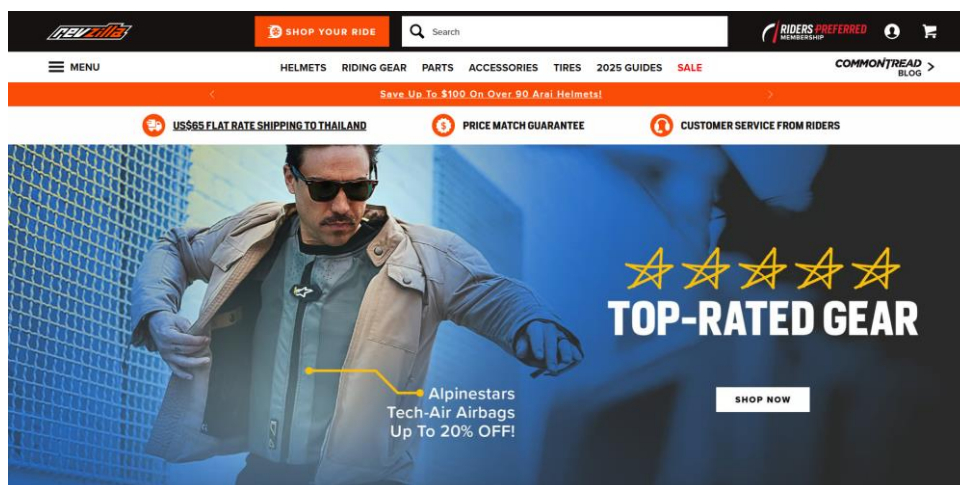 revzilla
SHOP YOUR RIDE
Search
RIDERS PREFERRED
MEMBERSHIP
MENU
HELMETS RIDING GEAR PARTS ACCESSORIES TIRES 2025 GUIDES SALE
COMMONTREAD
BLOG
Save Up To $100 On Over 90 Arai Helmets!
US$65 FLAT RATE SHIPPING TO THAILAND
PRICE MATCH GUARANTEE
CUSTOMER SERVICE FROM RIDERS
TOP-RATED GEAR
Alpinestars
Tech-Air Airbags
Up To 20% OFF!
SHOP NOW